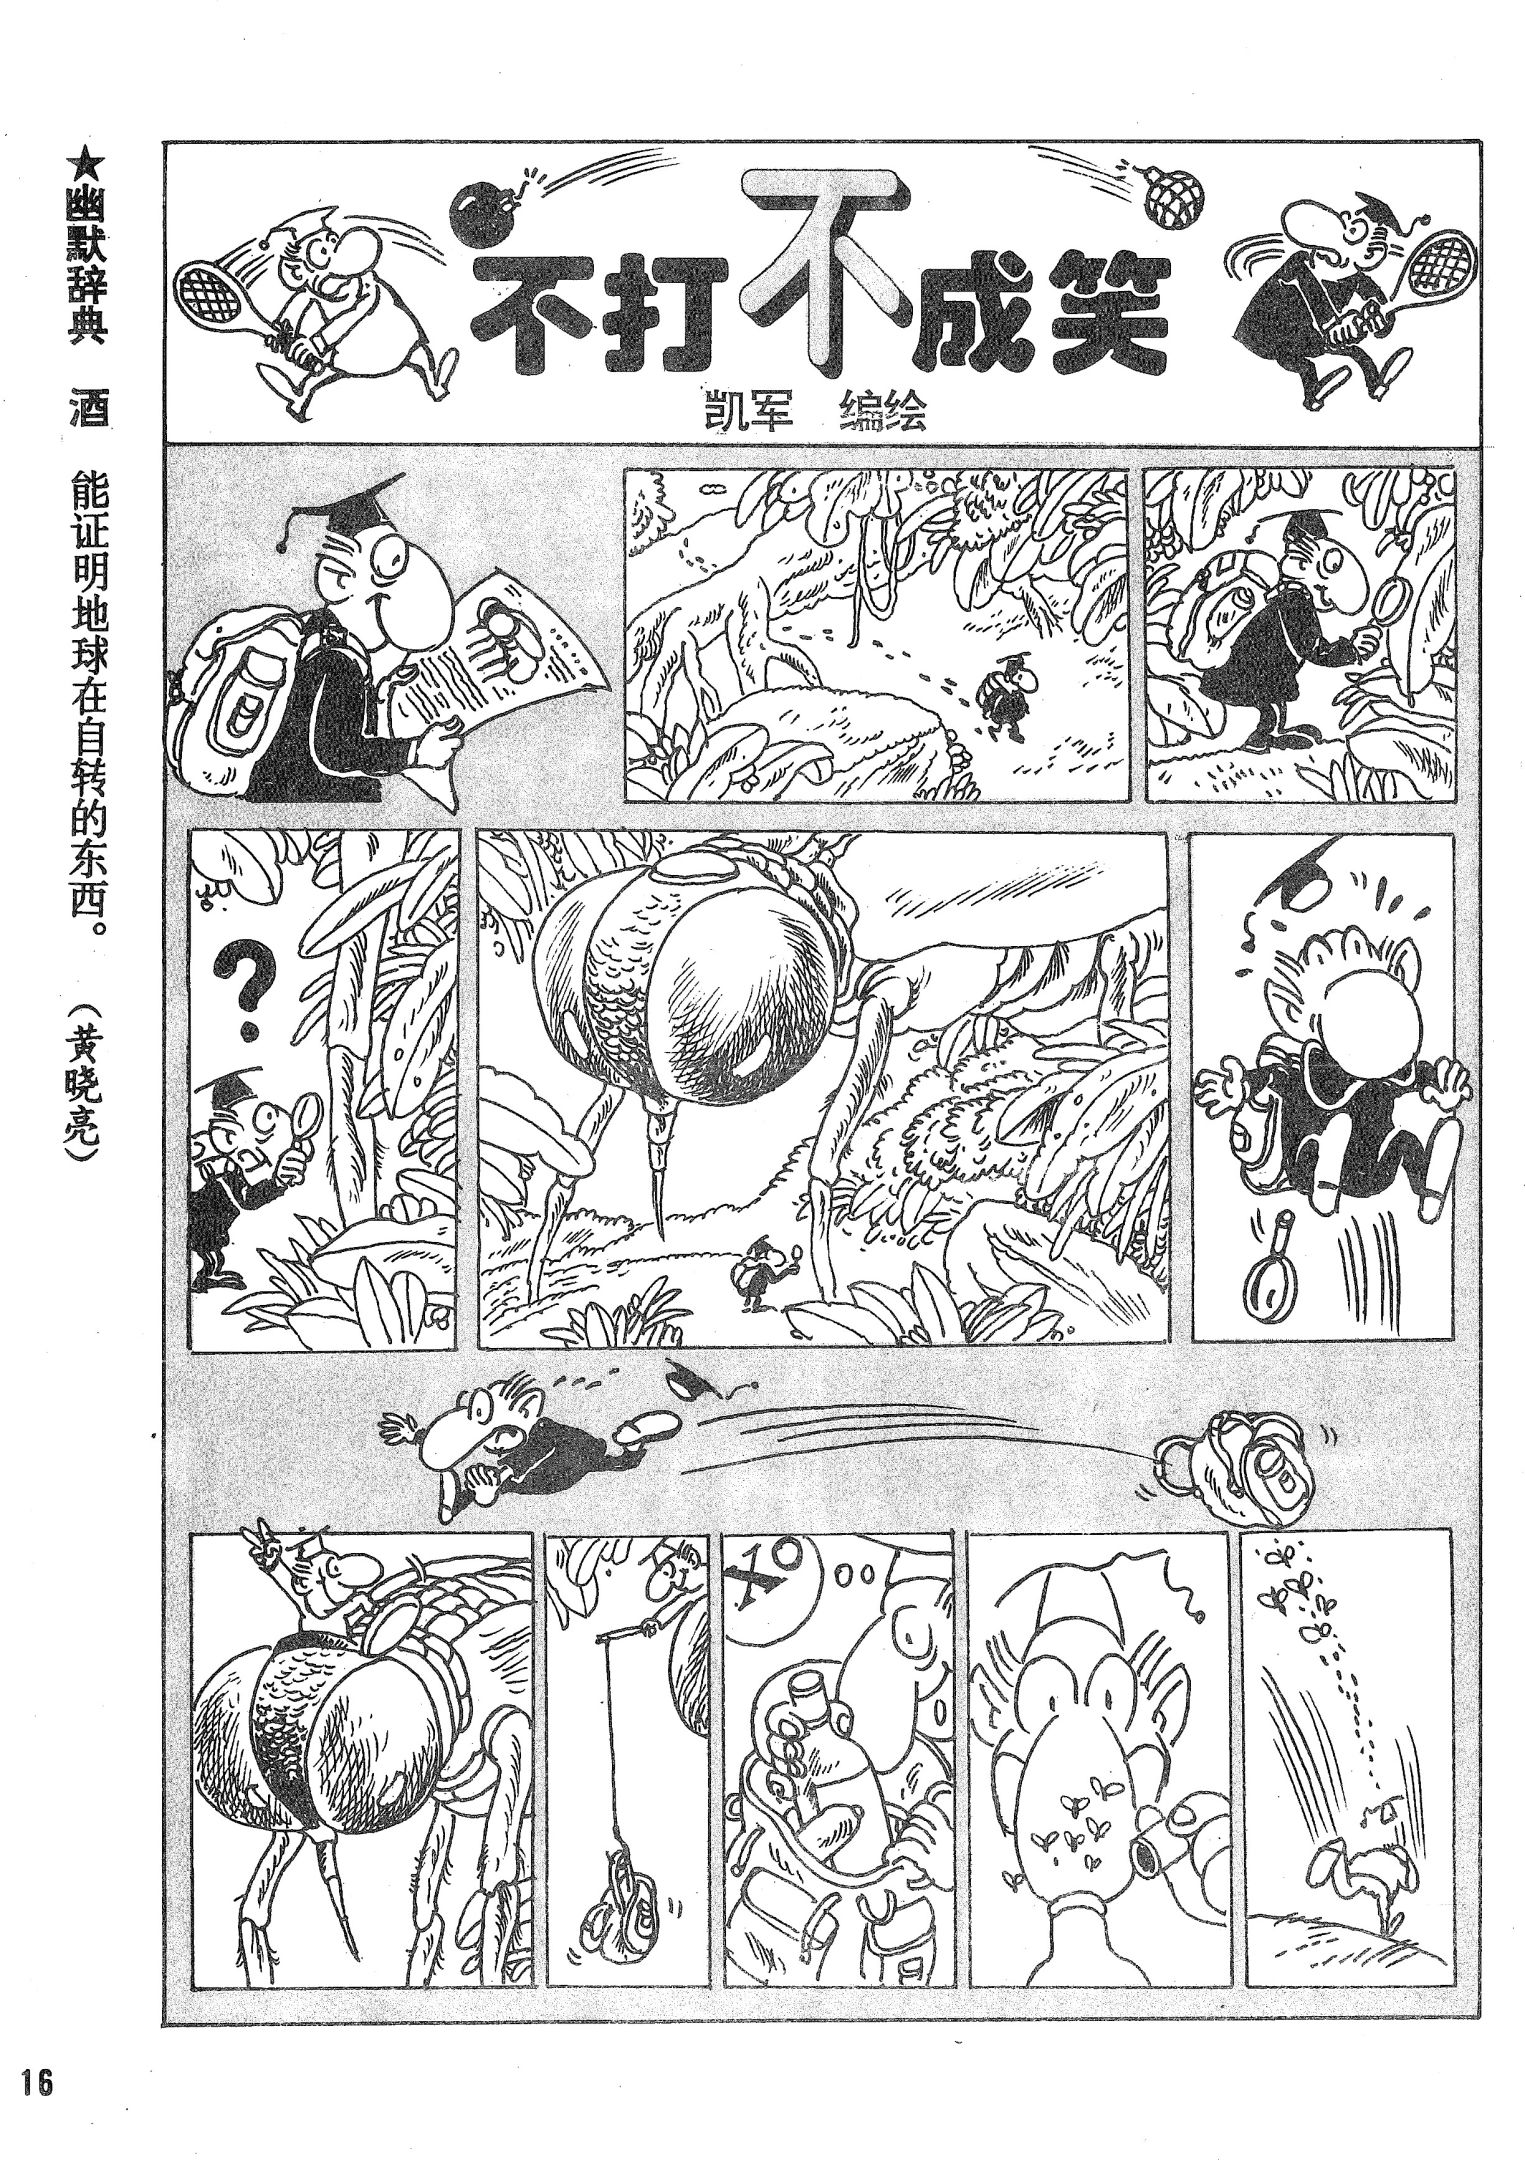 不打不成笑
凯军 编绘
★幽默辞典 酒 能证明地球在自转的东西。 (黄晓亮)
?
16